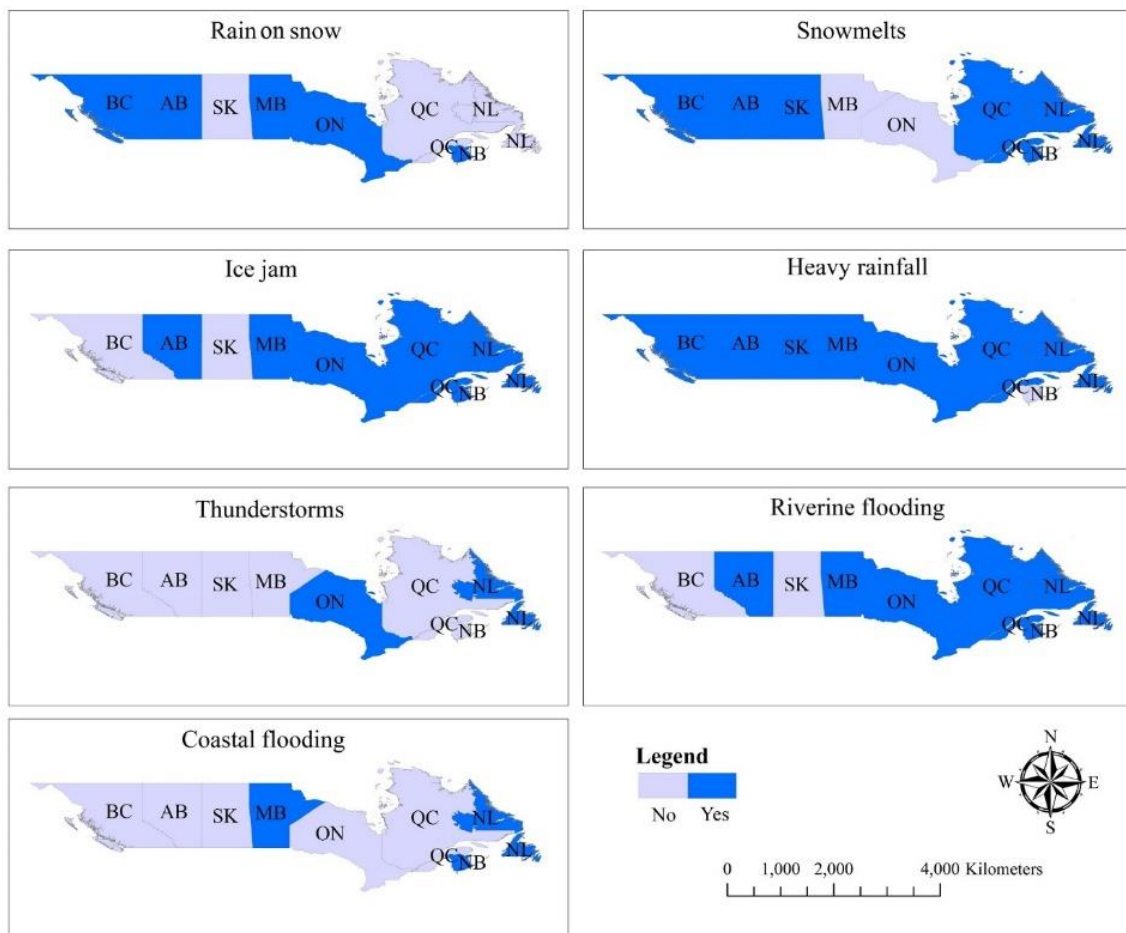 Rain on snow
BC AB SK MB ON QC NL QC NB NL
Snowmelts
BC AB SK MB ON QC NL QC NB NL
Ice jam
BC AB SK MB ON QC NL QC NB NL
Heavy rainfall
BC AB SK MB ON QC NL QC NB NL
Thunderstorms
BC AB SK MB ON QC NL QC NB NL
Riverine flooding
BC AB SK MB ON QC NL QC NB NL
Coastal flooding
BC AB SK MB ON QC NL QC NB NL
Legend
No Yes
N
W E
S
0 1,000 2,000 4,000 Kilometers